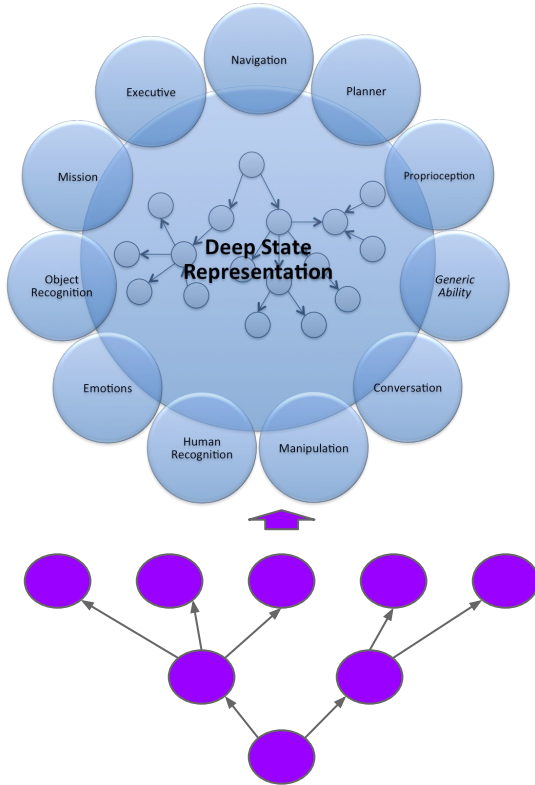 Navigation
Executive
Planner
Mission
Proprioception
Deep State
Representation
Object
Recognition
Generic
Ability
Emotions
Conversation
Human
Recognition
Manipulation